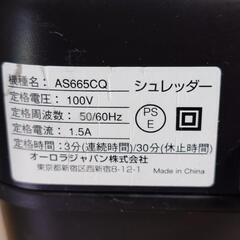 機種名: AS665CQ シュレッダー
定格電圧: 100V
定格周波数: 50/60Hz
定格電流: 1.5A
定格時間: 3分(連続時間)/30分(休止時間)
オーロラジャパン株式会社
東京都新宿区西新宿8-12-1 Made in China
PS
E